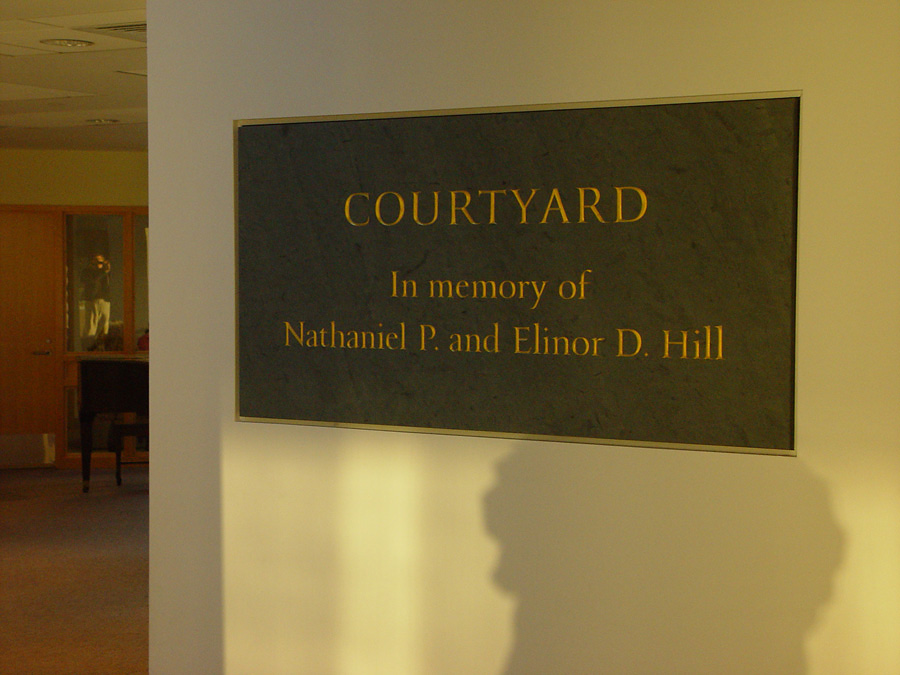 COURTYARD
In memory of
Nathaniel P. and Elinor D. Hill